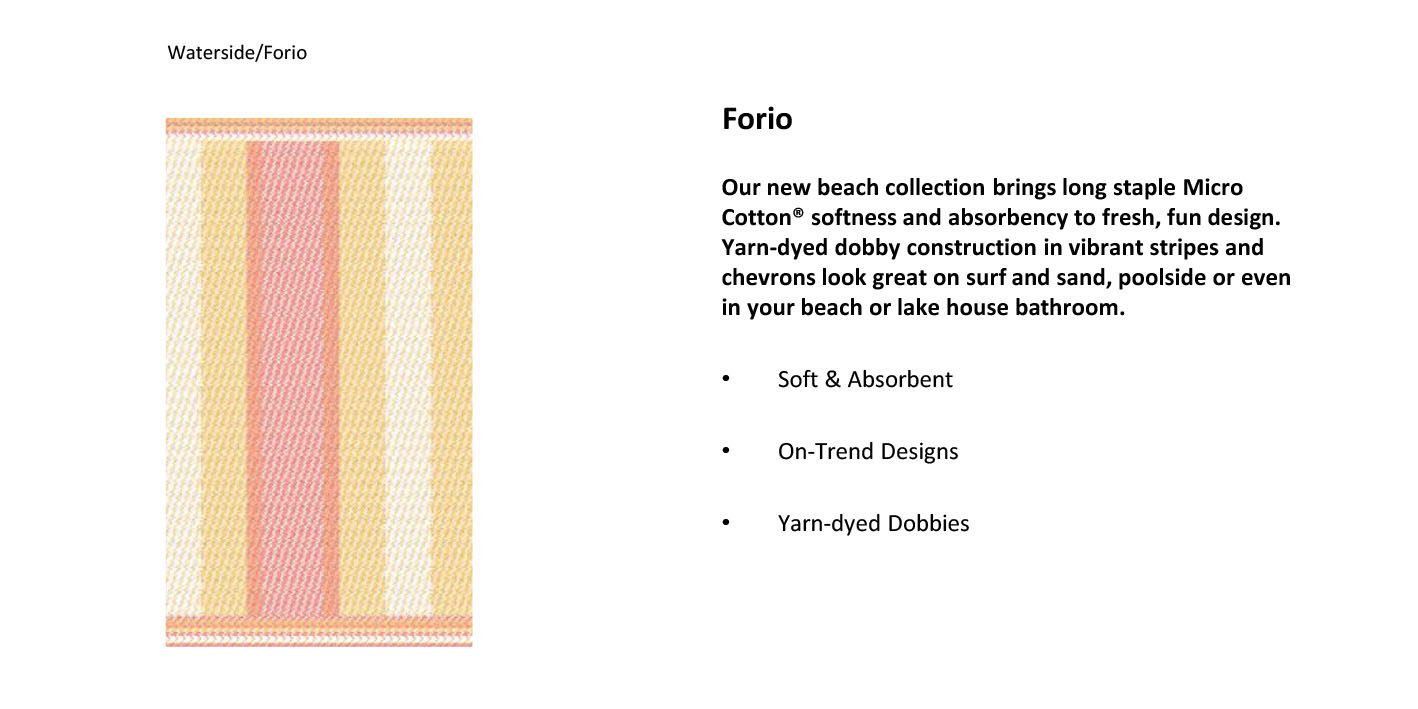 Waterside/Forio
Forio
Our new beach collection brings long staple Micro
Cotton® softness and absorbency to fresh, fun design.
Yarn-dyed dobby construction in vibrant stripes and
chevrons look great on surf and sand, poolside or even
in your beach or lake house bathroom.
• Soft & Absorbent
• On-Trend Designs
• Yarn-dyed Dobbies